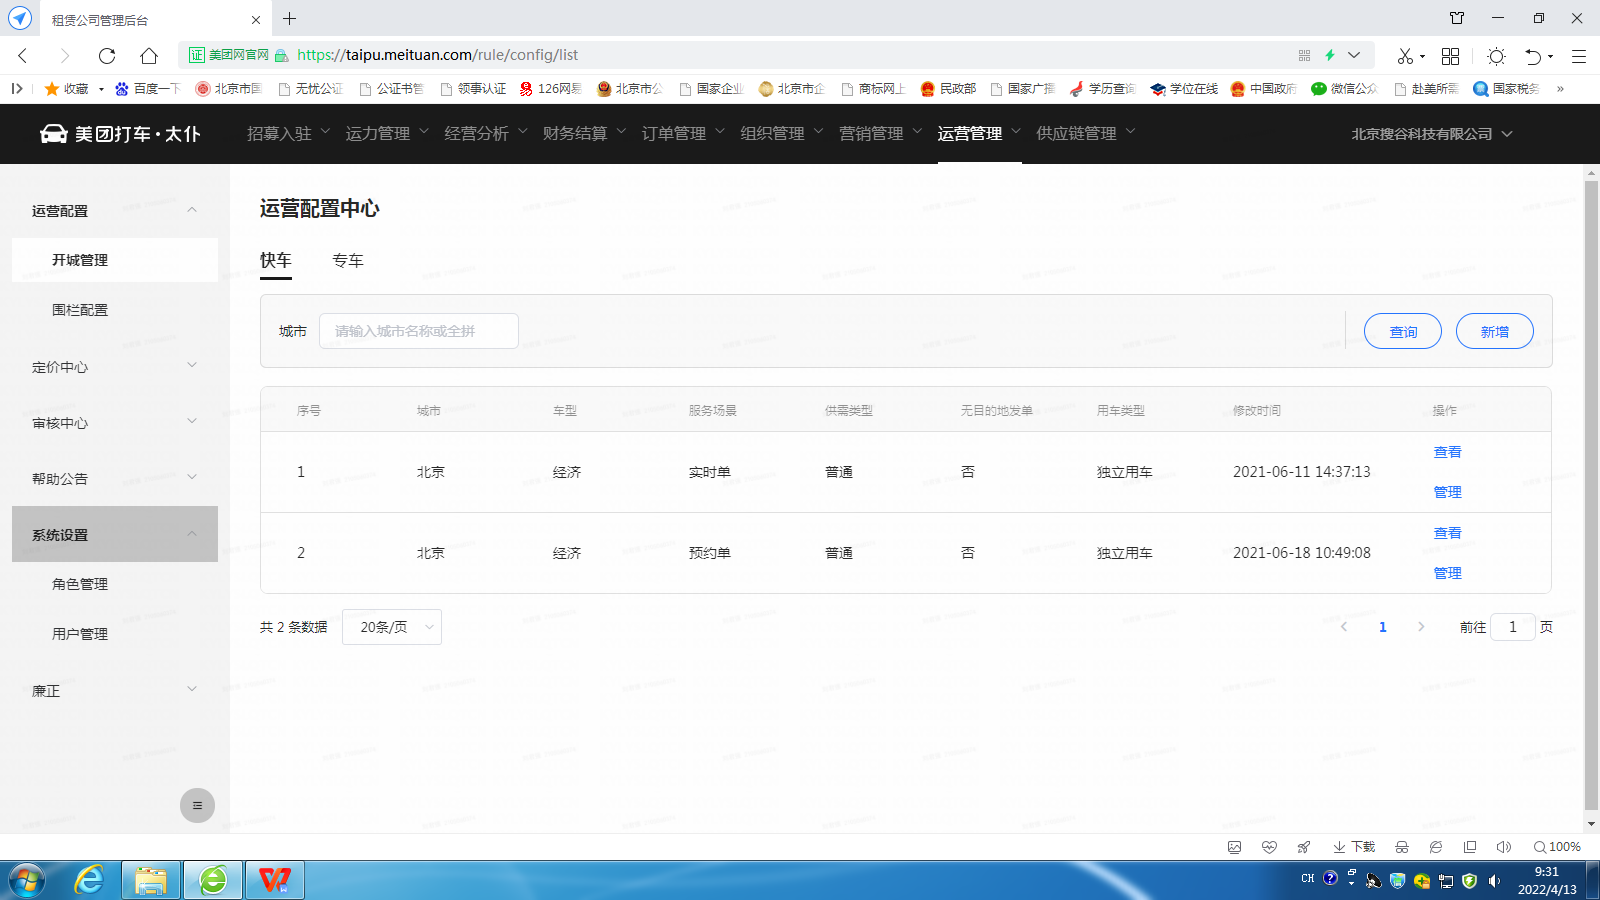 租赁公司管理后台
证 美团网官网 https://taipu.meituan.com/rule/config/list
收藏 百度一下 北京市国 无忧公证 公证书管 领事认证 126网易 北京市公 国家企业 北京市企 商标网上 民政部 国家广播 学历查询 学位在线 中国政府 微信公众 赴美所需 国家税务 »
美团打车·太仆 招募入驻 运力管理 经营分析 财务结算 订单管理 组织管理 营销管理 运营管理 供应链管理 北京搜谷科技有限公司
运营配置
开城管理
围栏配置
定价中心
审核中心
帮助公告
系统设置
角色管理
用户管理
廉正
运营配置中心
快车 专车
城市 请输入城市名称或全拼 查询 新增
序号 城市 车型 服务场景 供需类型 无目的地发单 用车类型 修改时间 操作
1 北京 经济 实时单 普通 否 独立用车 2021-06-11 14:37:13 查看
管理
2 北京 经济 预约单 普通 否 独立用车 2021-06-18 10:49:08 查看
管理
共 2 条数据 20条/页 1 前往 1 页
下载 100%
CH 9:31
2022/4/13